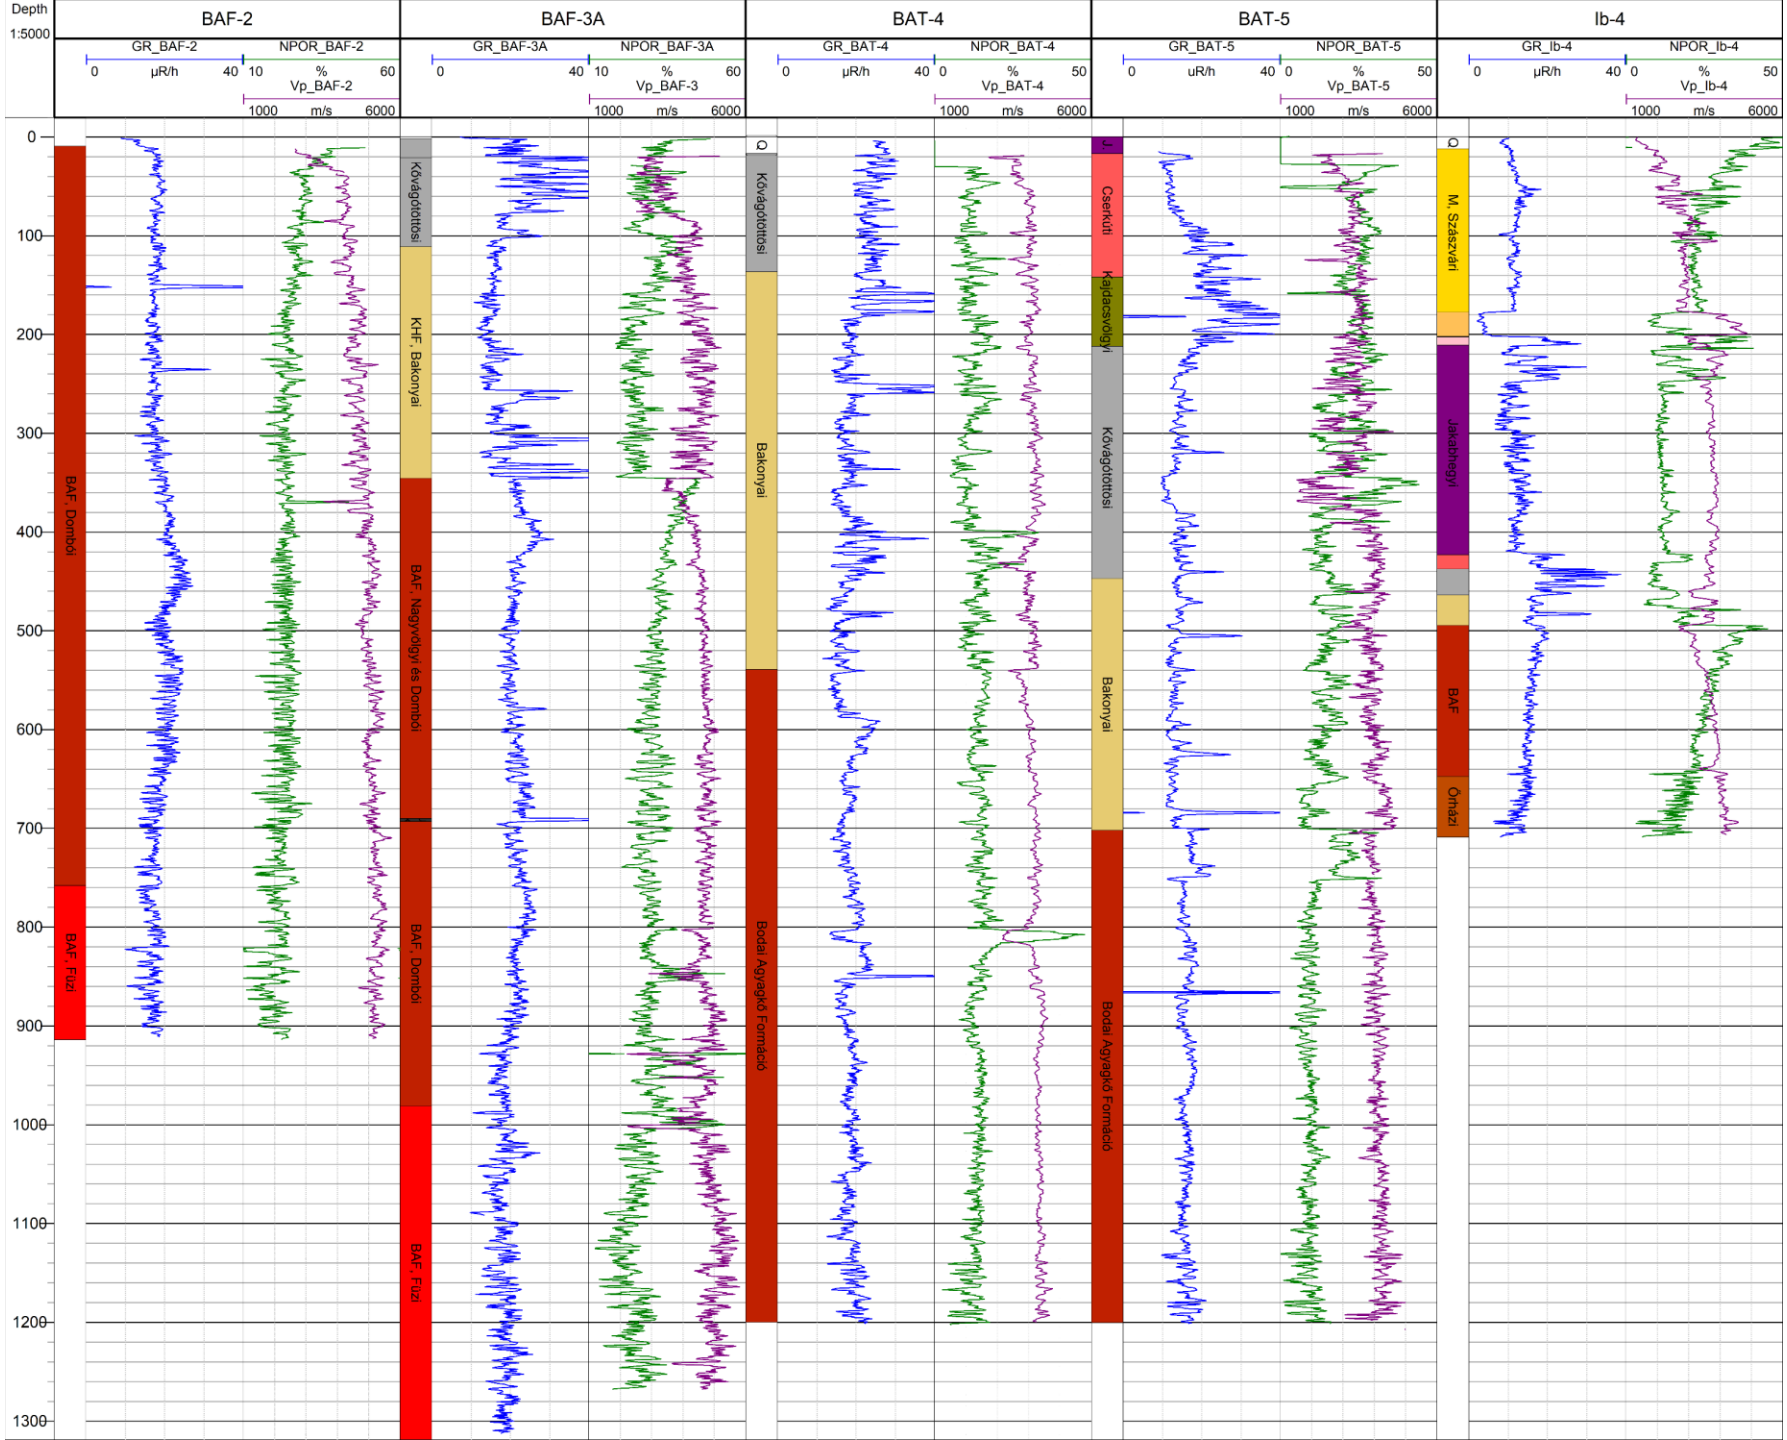 Depth
1:5000
BAF-2 BAF-3A BAT-4 BAT-5 Ib-4
GR_BAF-2 NPOR_BAF-2 GR_BAF-3A NPOR_BAF-3A GR_BAT-4 NPOR_BAT-4 GR_BAT-5 NPOR_BAT-5 GR_Ib-4 NPOR_Ib-4
0 µR/h 40 10 % 60 0 40 10 % 60 0 µR/h 40 0 % 50 0 µR/h 40 0 % 50 0 µR/h 40 0 % 50
Vp_BAF-2 Vp_BAF-3 Vp_BAT-4 Vp_BAT-5 Vp_Ib-4
1000 m/s 6000 1000 m/s 6000 1000 m/s 6000 1000 m/s 6000 1000 m/s 6000
0
100
200
300
400
500
600
700
800
900
1000
1100
1200
1300
BAF, Dombói
BAF, Fűzi
Kővágótöttösi
KHF, Bakonyai
BAF, Nagyvölgyi és Dombói
BAF, Dombói
BAF, Fűzi
Q
Kővágótöttösi
Bakonyai
Bodai Agyagkő Formáció
J.
Cserkúti
Kajdacsvölgyi
Kővágótöttösi
Bakonyai
Bodai Agyagkő Formáció
Q
M, Szászvári
Jakabhegyi
BAF
Ömázi